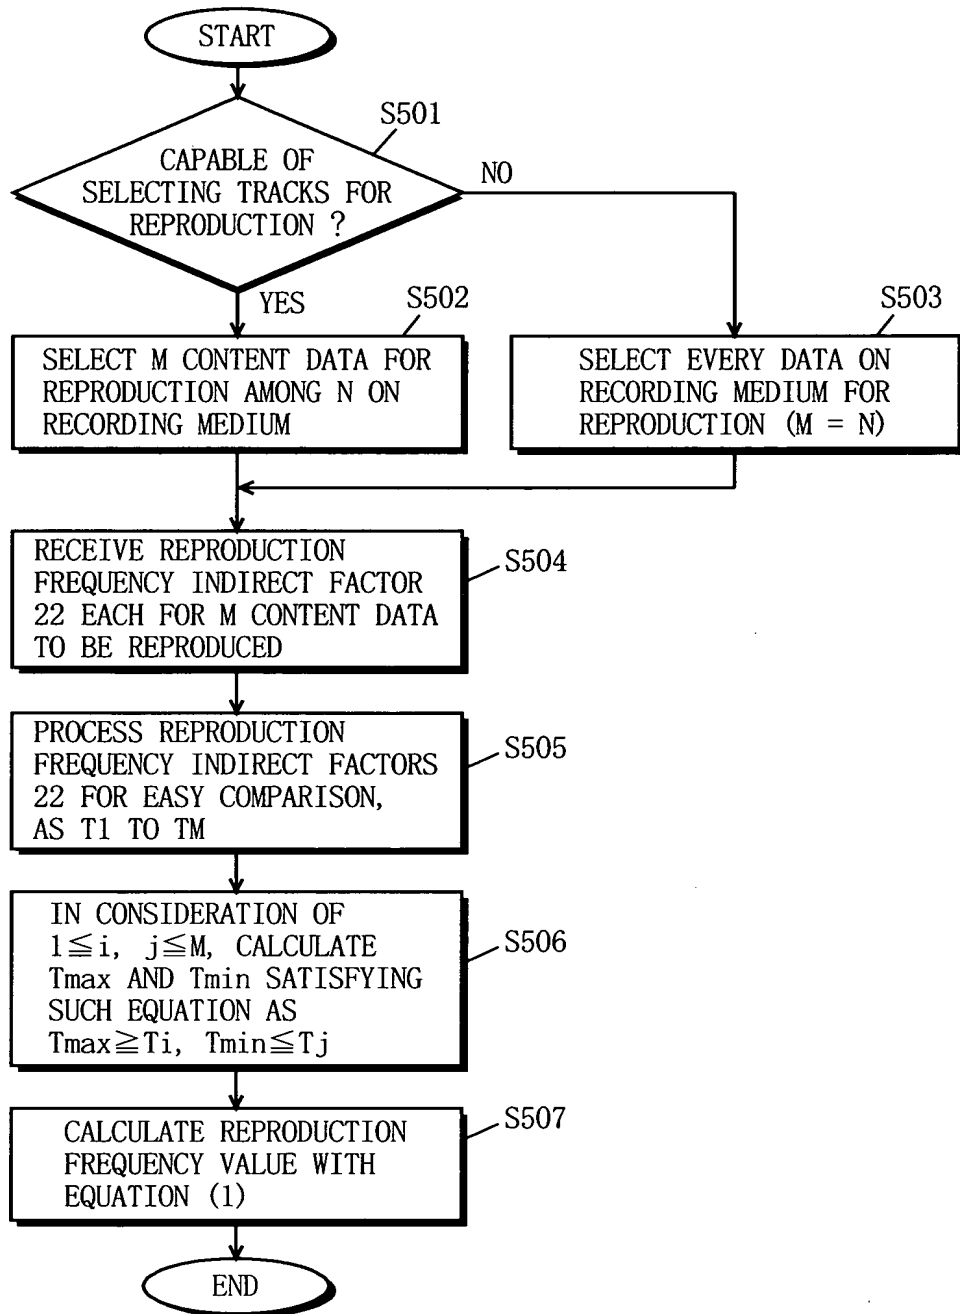 START
S501
CAPABLE OF
SELECTING TRACKS FOR
REPRODUCTION ?
NO
YES
S502
SELECT M CONTENT DATA FOR
REPRODUCTION AMONG N ON
RECORDING MEDIUM
S503
SELECT EVERY DATA ON
RECORDING MEDIUM FOR
REPRODUCTION (M = N)
RECEIVE REPRODUCTION
FREQUENCY INDIRECT FACTOR
22 EACH FOR M CONTENT DATA
TO BE REPRODUCED
S504
PROCESS REPRODUCTION
FREQUENCY INDIRECT FACTORS
22 FOR EASY COMPARISON,
AS T1 TO TM
S505
IN CONSIDERATION OF
1≦i, j≦M, CALCULATE
Tmax AND Tmin SATISFYING
SUCH EQUATION AS
Tmax≧Ti, Tmin≦Tj
S506
CALCULATE REPRODUCTION
FREQUENCY VALUE WITH
EQUATION (1)
S507
END